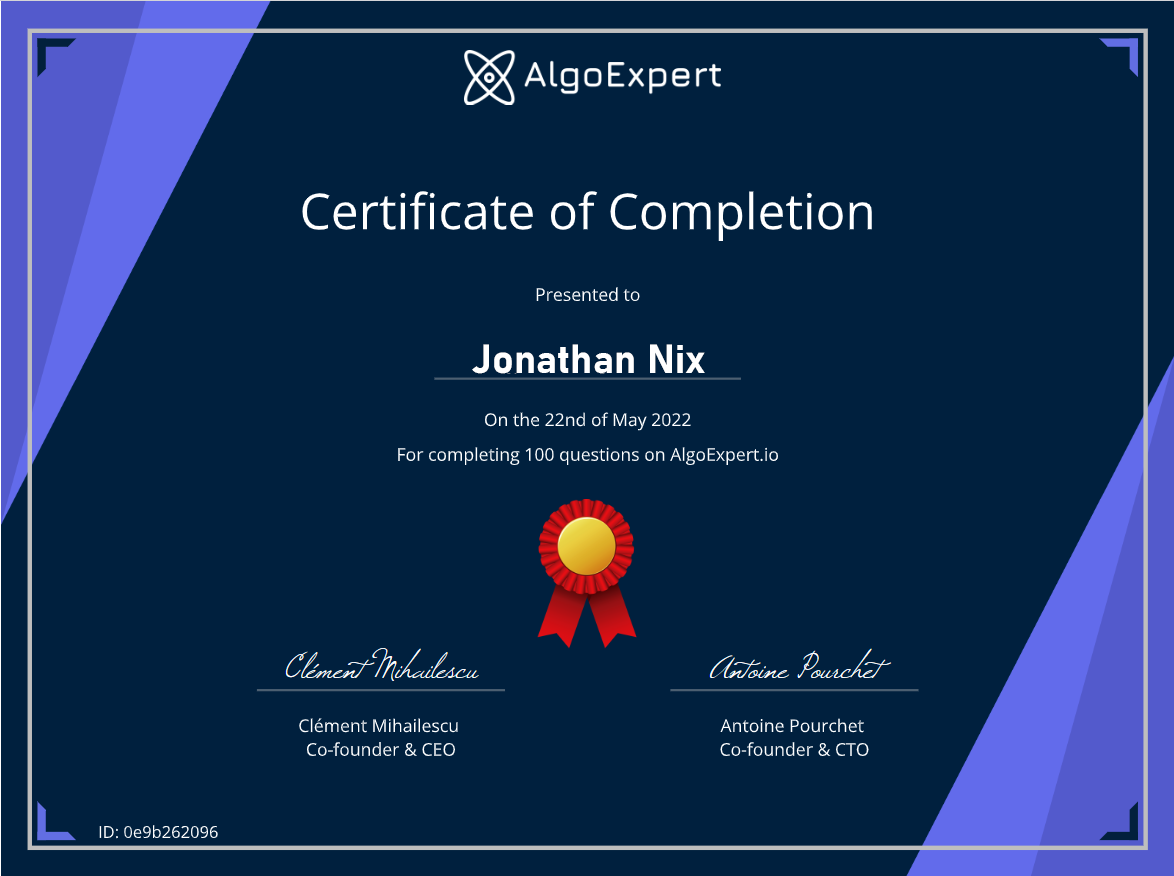 AlgoExpert
Certificate of Completion
Presented to
Jonathan Nix
On the 22nd of May 2022
For completing 100 questions on AlgoExpert.io
Clément Mihailescu
Antoine Pourchet
Clément Mihailescu
Co-founder & CEO
Antoine Pourchet
Co-founder & CTO
ID: 0e9b262096